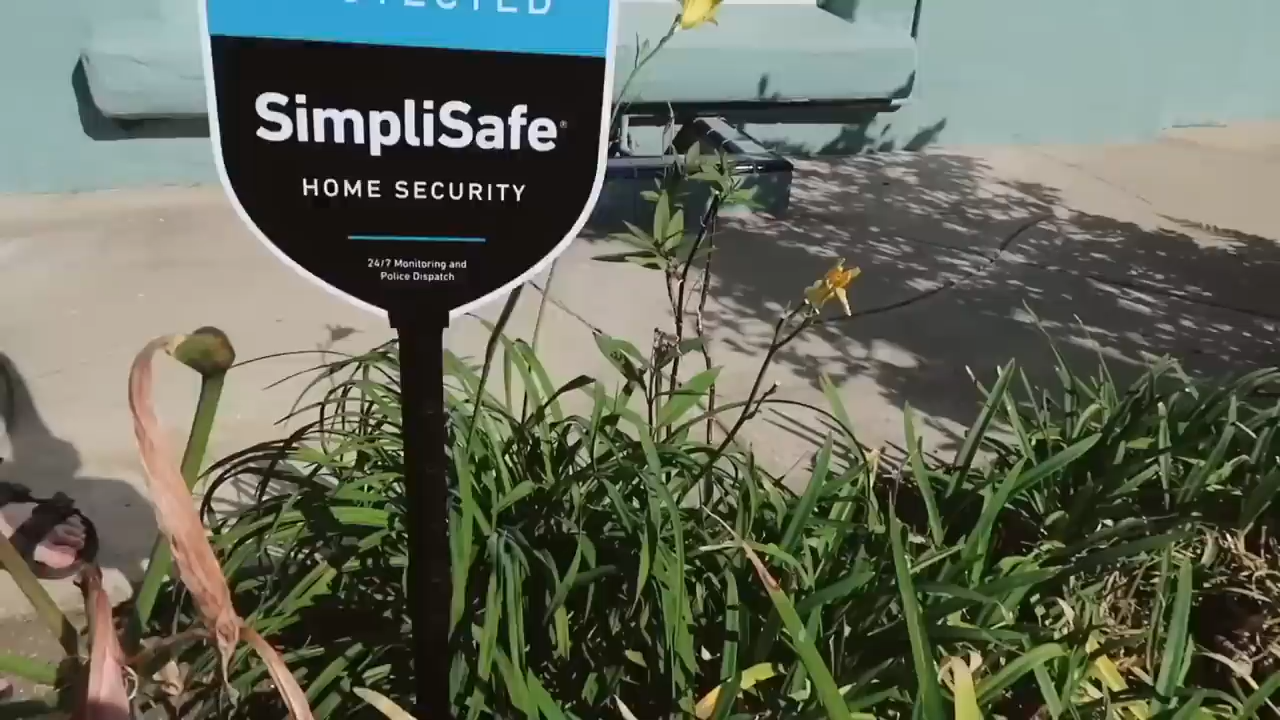 SimpliSafe®
HOME SECURITY
24/7 Monitoring and
Police Dispatch